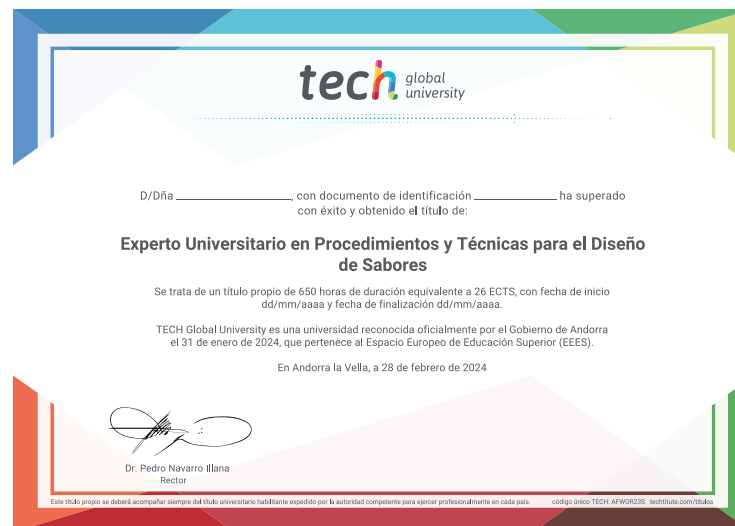 tech global university
D/Dña ______________, con documento de identificación __________ ha superado
con éxito y obtenido el título de:
Experto Universitario en Procedimientos y Técnicas para el Diseño
de Sabores
Se trata de un título propio de 650 horas de duración equivalente a 26 ECTS, con fecha de inicio
dd/mm/aaaa y fecha de finalización dd/mm/aaaa.
TECH Global University es una universidad reconocida oficialmente por el Gobierno de Andorra
el 31 de enero de 2024, que pertenece al Espacio Europeo de Educación Superior (EEES).
En Andorra la Vella, a 28 de febrero de 2024
Dr. Pedro Navarro Illana
Rector
Este título propio se deberá acompañar siempre del título universitario habilitante expedido por la autoridad competente para ejercer profesionalmente en cada país. código único TECH: AFWOR23S techtitute.com/titulos